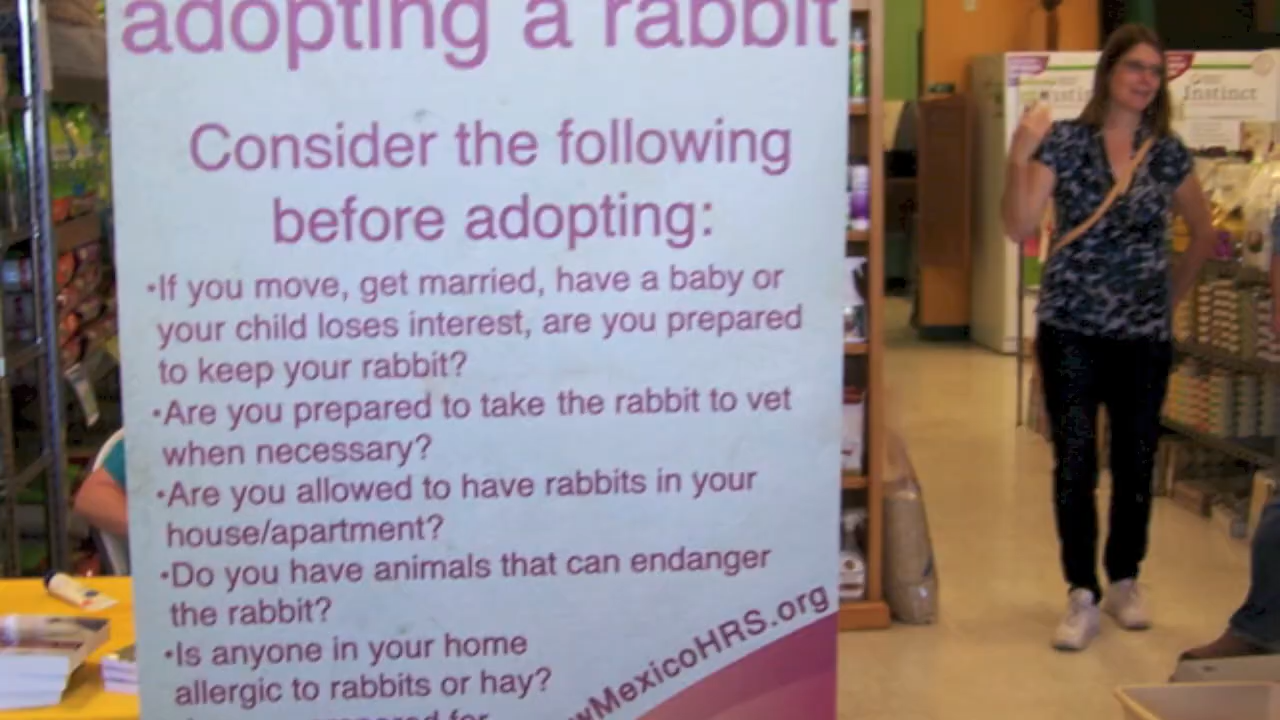 adopting a rabbit
Consider the following
before adopting:
•If you move, get married, have a baby or
your child loses interest, are you prepared
to keep your rabbit?
•Are you prepared to take the rabbit to vet
when necessary?
•Are you allowed to have rabbits in your
house/apartment?
•Do you have animals that can endanger
the rabbit?
•Is anyone in your home
allergic to rabbits or hay?
wMexicoHRS.org
Instinct